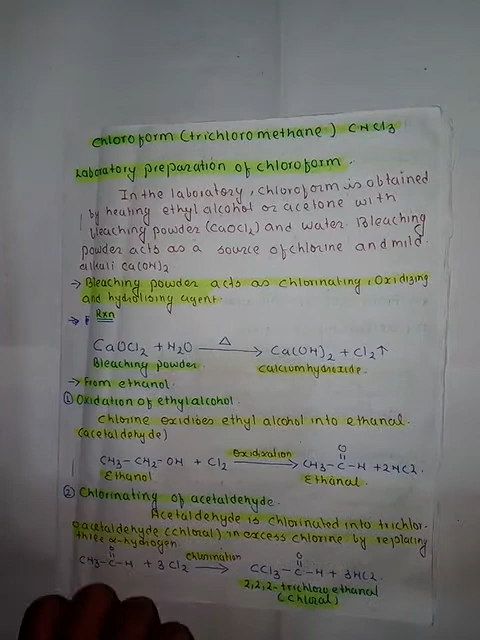 Chloroform (trichloromethane) CHCl3
Laboratory preparation of chloroform.
In the laboratory, chloroform is obtained
by heating ethyl alcohol or acetone with
bleaching powder (CaOCl2) and water. Bleaching
powder acts as a source of chlorine and mild
alkali Ca(OH)2
→ Bleaching powder acts as chlorinating, Oxidizing
and hydrolising agent.
→ Rxn
CaOCl2 + H2O —Δ→ Ca(OH)2 + Cl2↑
Bleaching powder. calcium hydroxide.
→ From ethanol.
① Oxidation of ethylalcohol.
Chlorine oxidises ethyl alcohol into ethanal.
(acetaldehyde)
O
CH3-CH2-OH + Cl2 —Oxidisation→ CH3-C-H + 2HCl.
Ethanol Ethanal.
② Chlorinating of acetaldehyde.
Acetaldehyde is chlorinated into trichlor-
oacetaldehyde (chloral) in excess chlorine by replacing
three α-hydrogen.
O O
CH3-C-H + 3Cl2 —chlorination→ CCl3-C-H + 3HCl.
2,2,2-trichloro ethanal
(Chloral)